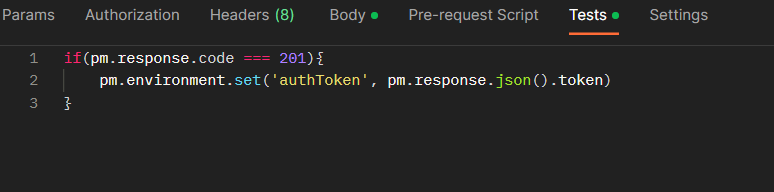 Params Authorization Headers (8) Body Pre-request Script Tests Settings
1 if(pm.response.code === 201){
2 pm.environment.set('authToken', pm.response.json().token)
3 }